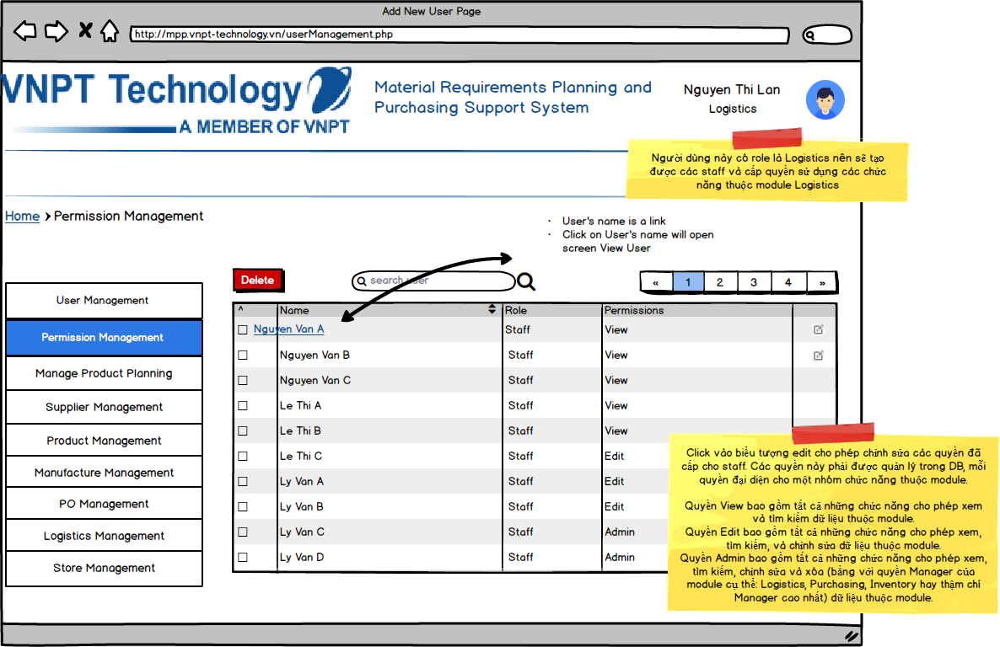 Add New User Page
http://mpp.vnpt-technology.vn/userManagement.php
VNPT Technology
A MEMBER OF VNPT
Material Requirements Planning and
Purchasing Support System
Nguyen Thi Lan
Logistics
Người dùng này có role là Logistics nên sẽ tạo
được các staff và cấp quyền sử dụng các chức
năng thuộc module Logistics
Home > Permission Management
· User's name is a link
· Click on User's name will open
screen View User
User Management
Permission Management
Manage Product Planning
Supplier Management
Product Management
Manufacture Management
PO Management
Logistics Management
Store Management
Delete
search user
« 1 2 3 4 »
^ Name Role Permissions
Nguyen Van A Staff View
Nguyen Van B Staff View
Nguyen Van C Staff View
Le Thi A Staff View
Le Thi B Staff View
Le Thi C Staff Edit
Ly Van A Staff Edit
Ly Van B Staff Edit
Ly Van C Staff Admin
Ly Van D Staff Admin
Click vào biểu tượng edit cho phép chỉnh sửa các quyền đã
cấp cho staff. Các quyền này phải được quản lý trong DB, mỗi
quyền đại diện cho một nhóm chức năng thuộc module.
Quyền View bao gồm tất cả những chức năng cho phép xem
và tìm kiếm dữ liệu thuộc module.
Quyền Edit bao gồm tất cả những chức năng cho phép xem,
tìm kiếm, và chỉnh sửa dữ liệu thuộc module.
Quyền Admin bao gồm tất cả những chức năng cho phép xem,
tìm kiếm, chỉnh sửa và xóa (bằng với quyền Manager của
module cụ thể: Logistics, Purchasing, Inventory hay thậm chí
Manager cao nhất) dữ liệu thuộc module.